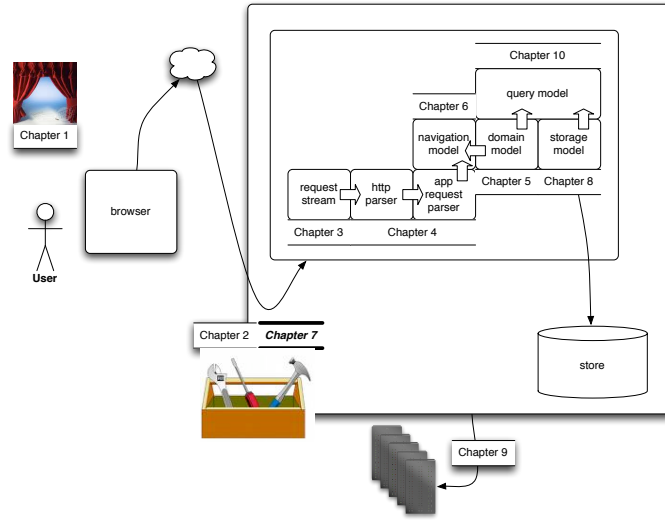 Chapter 10
query model
Chapter 6
navigation
model
domain
model
storage
model
Chapter 1
request
stream
http
parser
app
request
parser
Chapter 5
Chapter 8
browser
Chapter 3
Chapter 4
User
Chapter 2
Chapter 7
store
Chapter 9